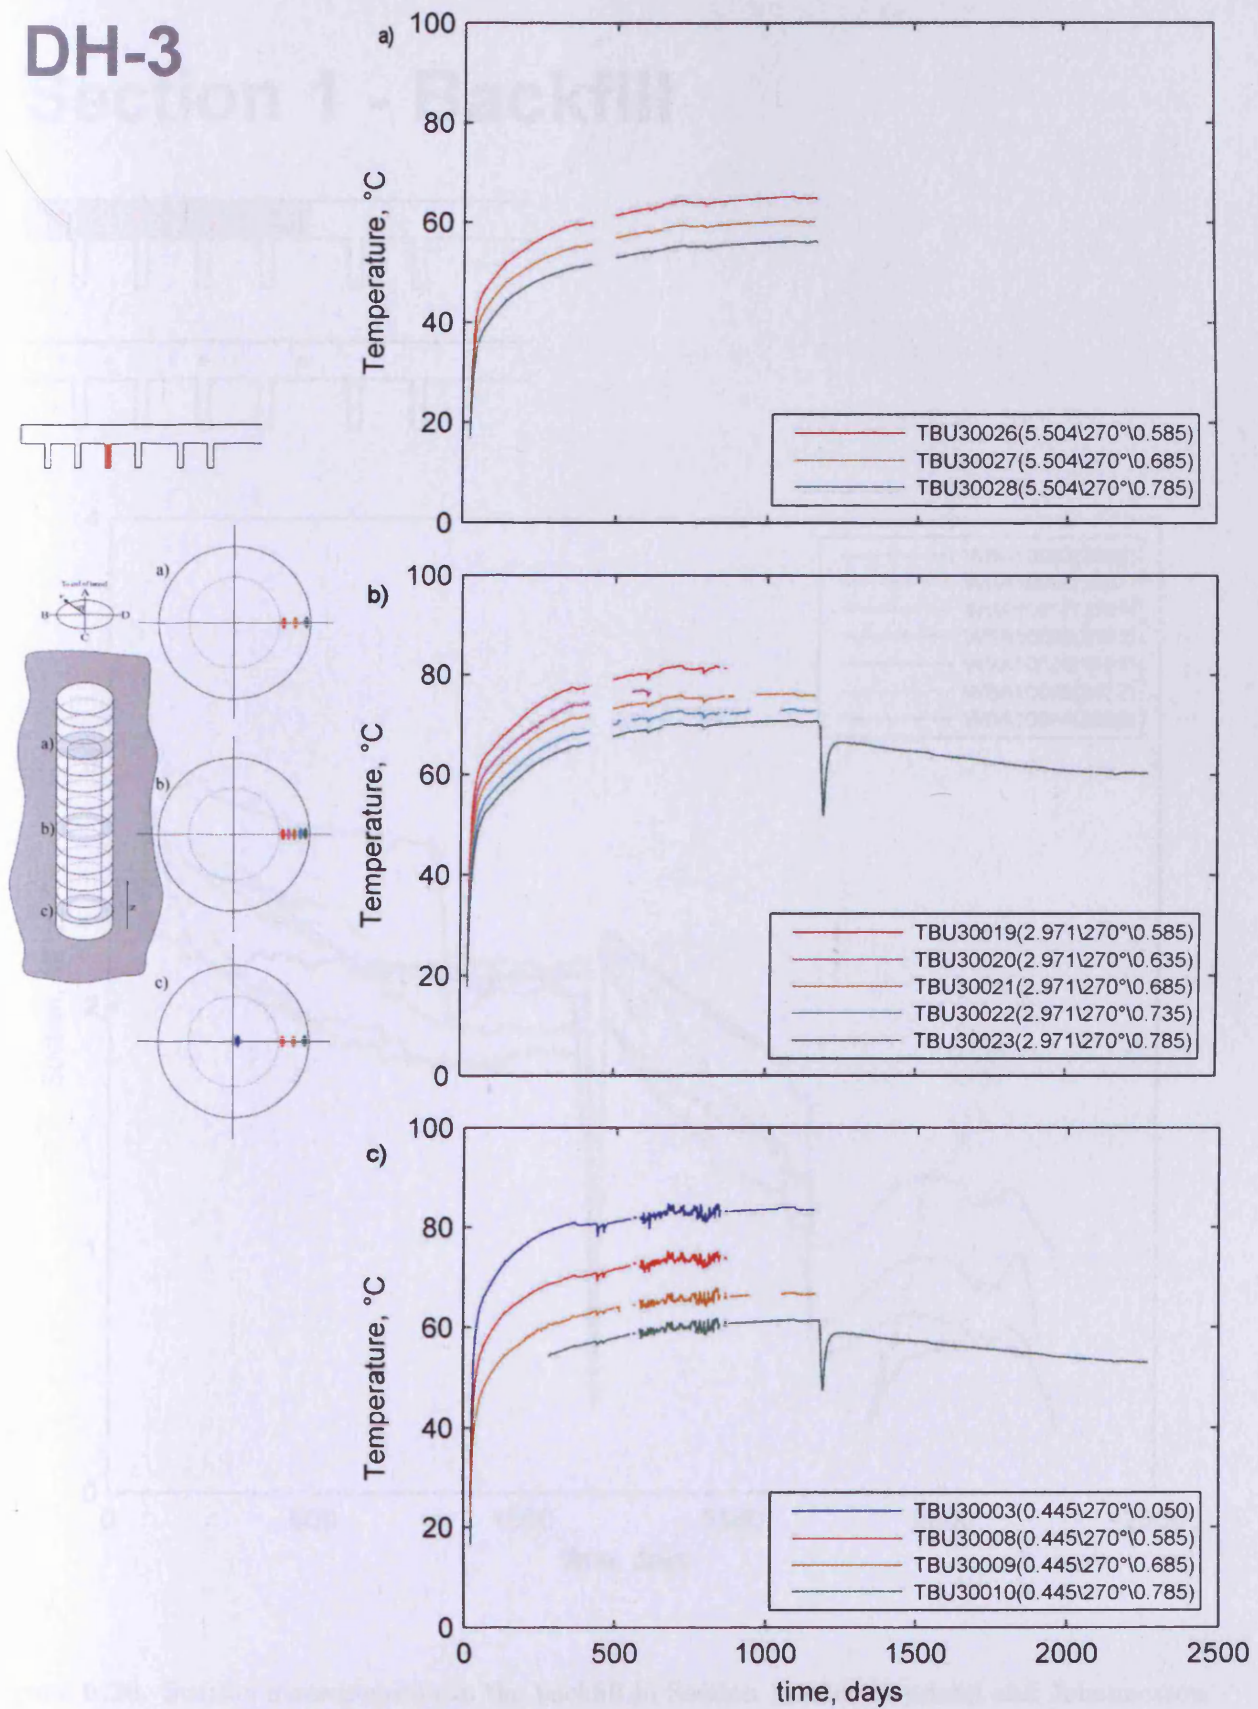 DH-3
Section 1 - Backfill
a)
100
80
60
40
20
0
Temperature, °C
TBU30026(5.504\270°\0.585)
TBU30027(5.504\270°\0.685)
TBU30028(5.504\270°\0.785)
a)
A
B
D
C
a)
b)
c)
z
b)
c)
b)
100
80
60
40
20
0
Temperature, °C
TBU30019(2.971\270°\0.585)
TBU30020(2.971\270°\0.635)
TBU30021(2.971\270°\0.685)
TBU30022(2.971\270°\0.735)
TBU30023(2.971\270°\0.785)
c)
100
80
60
40
20
0
Temperature, °C
TBU30003(0.445\270°\0.050)
TBU30008(0.445\270°\0.585)
TBU30009(0.445\270°\0.685)
TBU30010(0.445\270°\0.785)
0 500 1000 1500 2000 2500
time, days